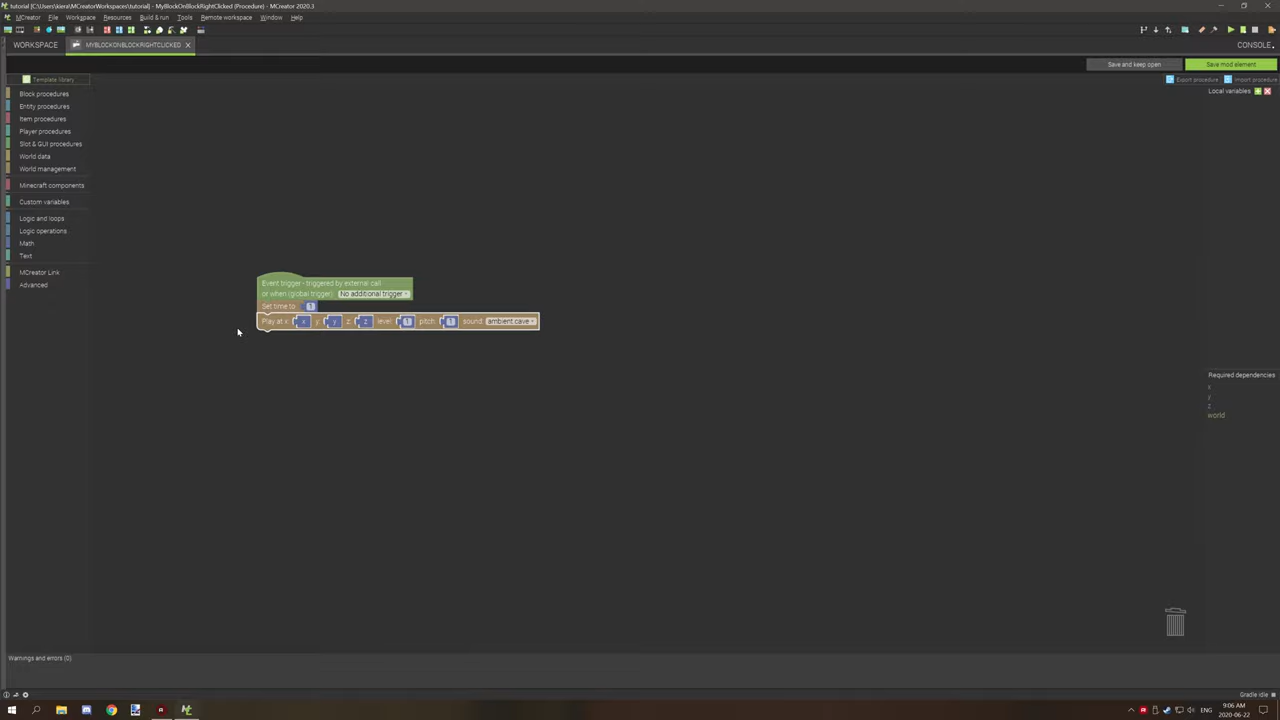 tutorial [C:\Users\kiera\MCreatorWorkspaces\tutorial] - MyBlockOnBlockRightClicked (Procedure) - MCreator 2020.3
MCreator File Workspace Resources Build & run Tools Remote workspace Window Help
WORKSPACE MYBLOCKONBLOCKRIGHTCLICKED CONSOLE
Save and keep open Save mod element
Template library Export procedure Import procedure
Local variables
Block procedures
Entity procedures
Item procedures
Player procedures
Slot & GUI procedures
World data
World management
Minecraft components
Custom variables
Logic and loops
Logic operations
Math
Text
MCreator Link
Advanced
Event trigger - triggered by external call
or when (global trigger): No additional trigger
Set time to 1
Play at x: x y: y z: z level: 1 pitch: 1 sound: ambient cave
Required dependencies
x
y
z
world
Warnings and errors (0)
Gradle idle
ENG
9:06 AM
2020-06-22